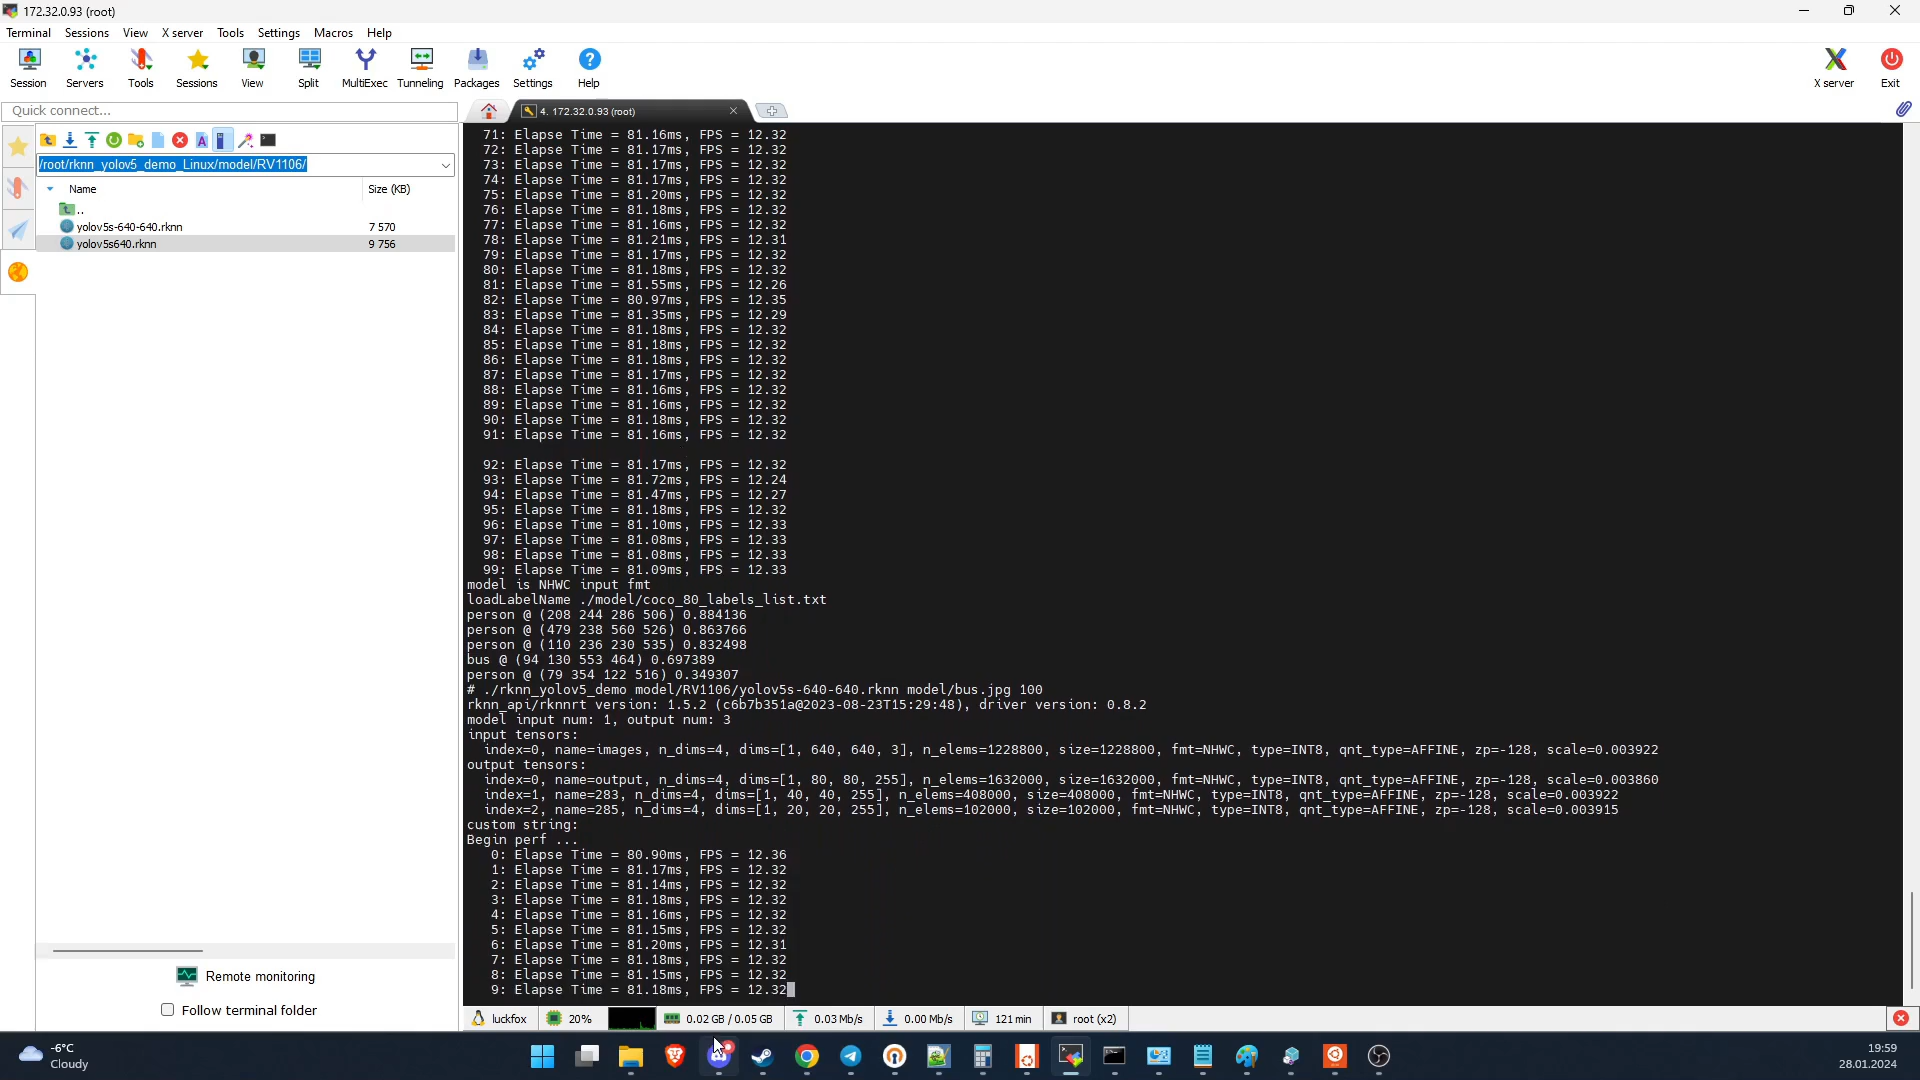 172.32.0.93 (root)
Terminal Sessions View X server Tools Settings Macros Help
Session Servers Tools Sessions View Split MultiExec Tunneling Packages Settings Help X server Exit
Quick connect...
4. 172.32.0.93 (root)
/root/rknn_yolov5_demo_Linux/model/RV1106/
Name Size (KB)
..
yolov5s-640-640.rknn 7 570
yolov5s640.rknn 9 756
Remote monitoring
Follow terminal folder
71: Elapse Time = 81.16ms, FPS = 12.32
72: Elapse Time = 81.17ms, FPS = 12.32
73: Elapse Time = 81.17ms, FPS = 12.32
74: Elapse Time = 81.17ms, FPS = 12.32
75: Elapse Time = 81.20ms, FPS = 12.32
76: Elapse Time = 81.18ms, FPS = 12.32
77: Elapse Time = 81.16ms, FPS = 12.32
78: Elapse Time = 81.21ms, FPS = 12.31
79: Elapse Time = 81.17ms, FPS = 12.32
80: Elapse Time = 81.18ms, FPS = 12.32
81: Elapse Time = 81.55ms, FPS = 12.26
82: Elapse Time = 80.97ms, FPS = 12.35
83: Elapse Time = 81.35ms, FPS = 12.29
84: Elapse Time = 81.18ms, FPS = 12.32
85: Elapse Time = 81.18ms, FPS = 12.32
86: Elapse Time = 81.18ms, FPS = 12.32
87: Elapse Time = 81.17ms, FPS = 12.32
88: Elapse Time = 81.16ms, FPS = 12.32
89: Elapse Time = 81.16ms, FPS = 12.32
90: Elapse Time = 81.18ms, FPS = 12.32
91: Elapse Time = 81.16ms, FPS = 12.32
92: Elapse Time = 81.17ms, FPS = 12.32
93: Elapse Time = 81.72ms, FPS = 12.24
94: Elapse Time = 81.47ms, FPS = 12.27
95: Elapse Time = 81.18ms, FPS = 12.32
96: Elapse Time = 81.10ms, FPS = 12.33
97: Elapse Time = 81.08ms, FPS = 12.33
98: Elapse Time = 81.08ms, FPS = 12.33
99: Elapse Time = 81.09ms, FPS = 12.33
model is NHWC input fmt
loadLabelName ./model/coco_80_labels_list.txt
person @ (208 244 286 506) 0.884136
person @ (479 238 560 526) 0.863766
person @ (110 236 230 535) 0.832498
bus @ (94 130 553 464) 0.697389
person @ (79 354 122 516) 0.349307
# ./rknn_yolov5_demo model/RV1106/yolov5s-640-640.rknn model/bus.jpg 100
rknn_api/rknnrt version: 1.5.2 (c6b7b351a@2023-08-23T15:29:48), driver version: 0.8.2
model input num: 1, output num: 3
input tensors:
index=0, name=images, n_dims=4, dims=[1, 640, 640, 3], n_elems=1228800, size=1228800, fmt=NHWC, type=INT8, qnt_type=AFFINE, zp=-128, scale=0.003922
output tensors:
index=0, name=output, n_dims=4, dims=[1, 80, 80, 255], n_elems=1632000, size=1632000, fmt=NHWC, type=INT8, qnt_type=AFFINE, zp=-128, scale=0.003860
index=1, name=283, n_dims=4, dims=[1, 40, 40, 255], n_elems=408000, size=408000, fmt=NHWC, type=INT8, qnt_type=AFFINE, zp=-128, scale=0.003922
index=2, name=285, n_dims=4, dims=[1, 20, 20, 255], n_elems=102000, size=102000, fmt=NHWC, type=INT8, qnt_type=AFFINE, zp=-128, scale=0.003915
custom string:
Begin perf ...
0: Elapse Time = 80.90ms, FPS = 12.36
1: Elapse Time = 81.17ms, FPS = 12.32
2: Elapse Time = 81.14ms, FPS = 12.32
3: Elapse Time = 81.18ms, FPS = 12.32
4: Elapse Time = 81.16ms, FPS = 12.32
5: Elapse Time = 81.15ms, FPS = 12.32
6: Elapse Time = 81.20ms, FPS = 12.31
7: Elapse Time = 81.18ms, FPS = 12.32
8: Elapse Time = 81.15ms, FPS = 12.32
9: Elapse Time = 81.18ms, FPS = 12.32
luckfox 20% 0.02 GB / 0.05 GB 0.03 Mb/s 0.00 Mb/s 121 min root (x2)
-6°C
Cloudy
19:59
28.01.2024